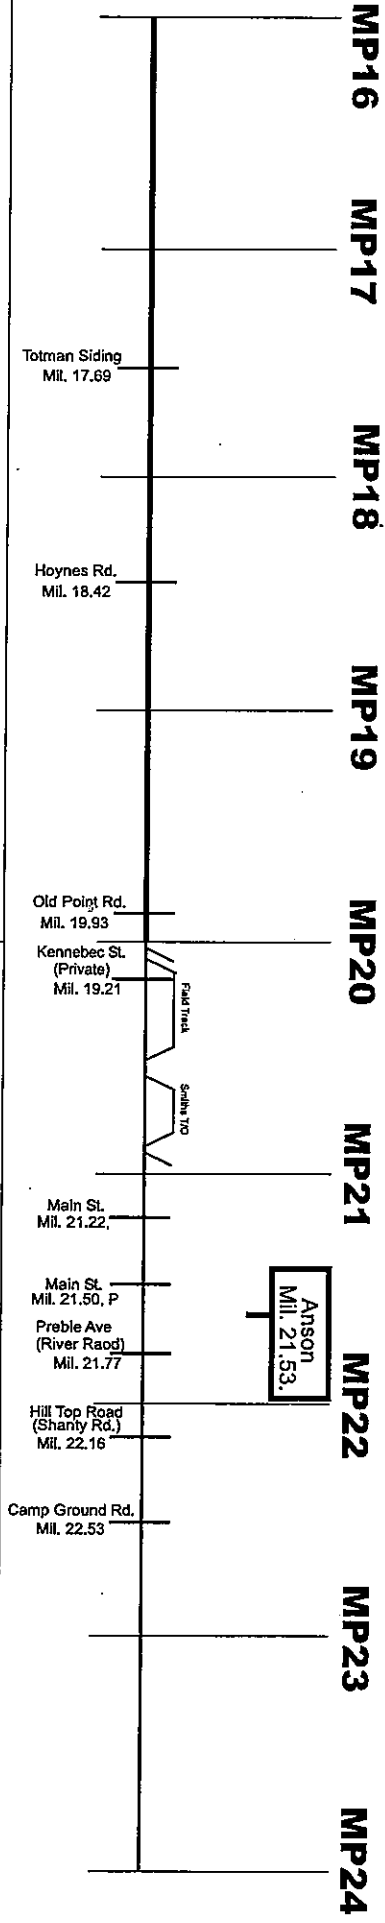 MP16
MP17
Totman Siding
Mil. 17.69
MP18
Hoynes Rd.
Mil. 18.42
MP19
Old Point Rd.
Mil. 19.93
MP20
Kennebec St.
(Private)
Mil. 19.21
Field Track
Smiths T/O
MP21
Main St.
Mil. 21.22,
Main St.
Mil. 21.50, P
Anson
Mil. 21.53.
Preble Ave
(River Raod)
Mil. 21.77
MP22
Hill Top Road
(Shanty Rd.)
Mil. 22.16
Camp Ground Rd.
Mil. 22.53
MP23
MP24